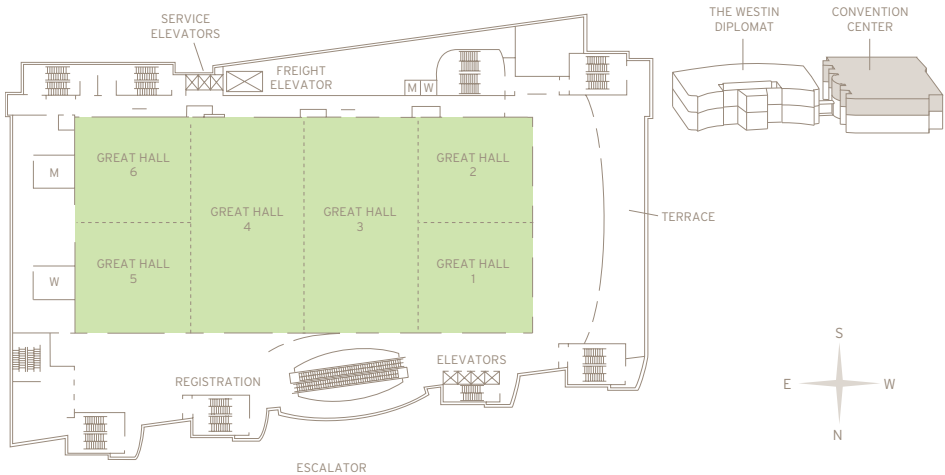 SERVICE
ELEVATORS
THE WESTIN
DIPLOMAT
CONVENTION
CENTER
FREIGHT
ELEVATOR
M W
GREAT HALL
6
GREAT HALL
2
M
GREAT HALL
4
GREAT HALL
3
TERRACE
GREAT HALL
5
GREAT HALL
1
W
S
E
W
N
ELEVATORS
REGISTRATION
ESCALATOR